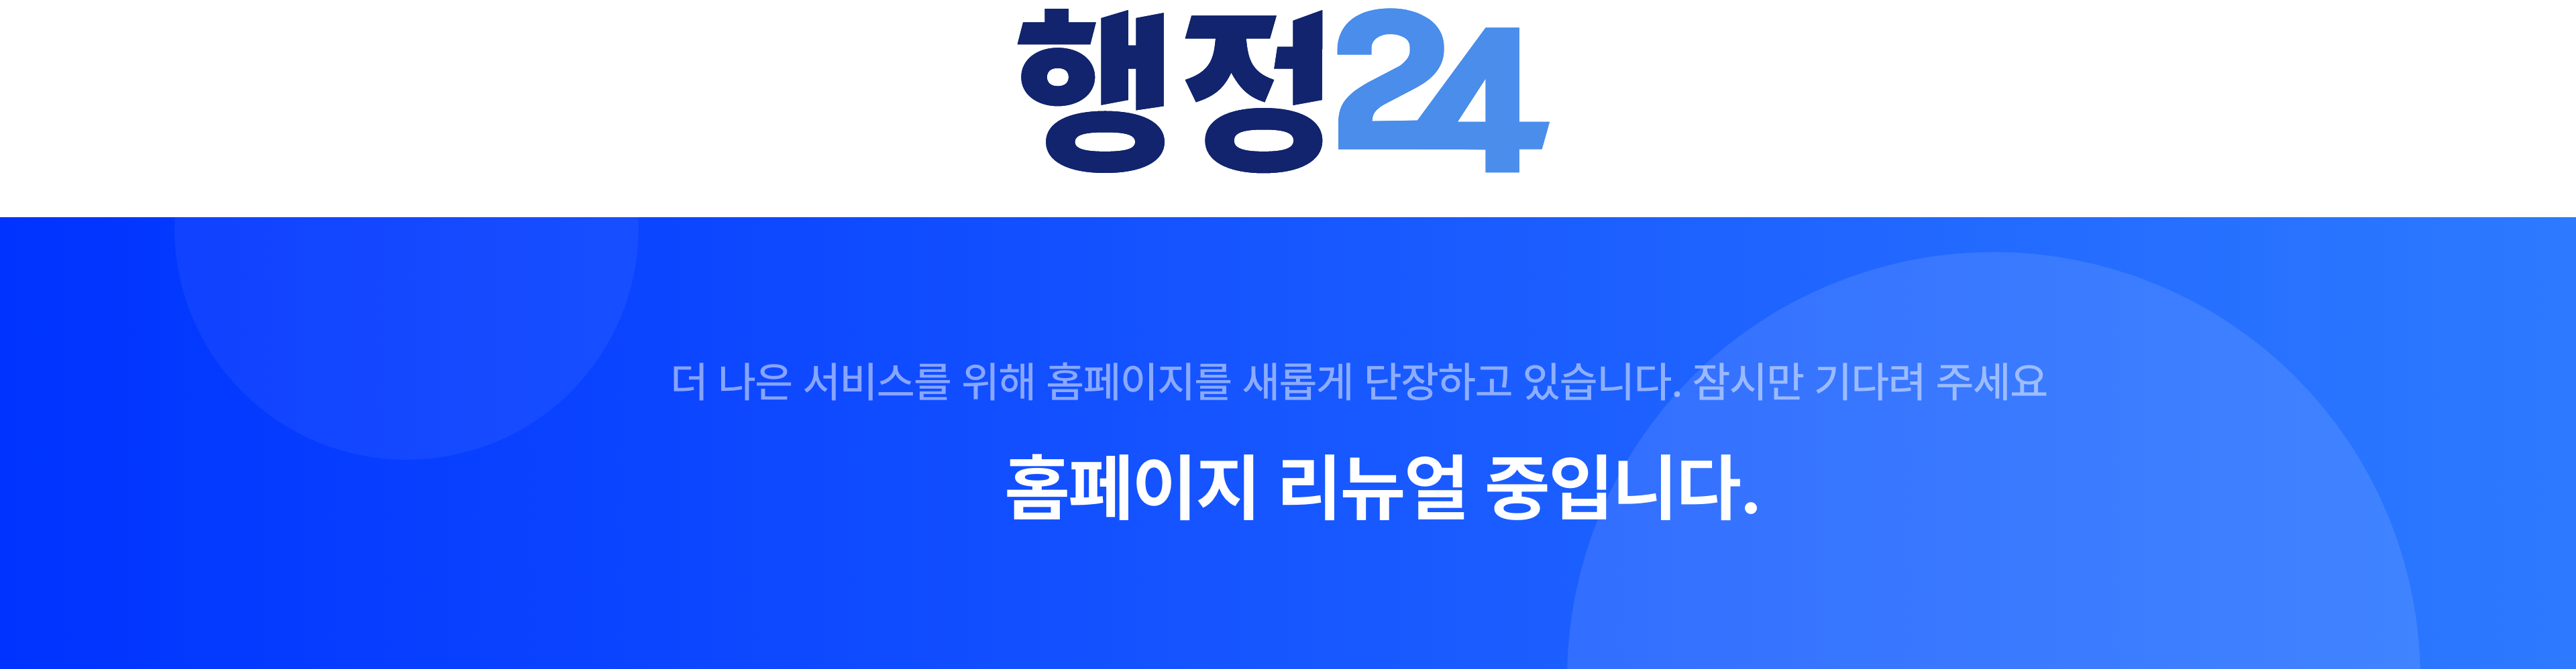 행정24
더 나은 서비스를 위해 홈페이지를 새롭게 단장하고 있습니다. 잠시만 기다려 주세요
홈페이지 리뉴얼 중입니다.